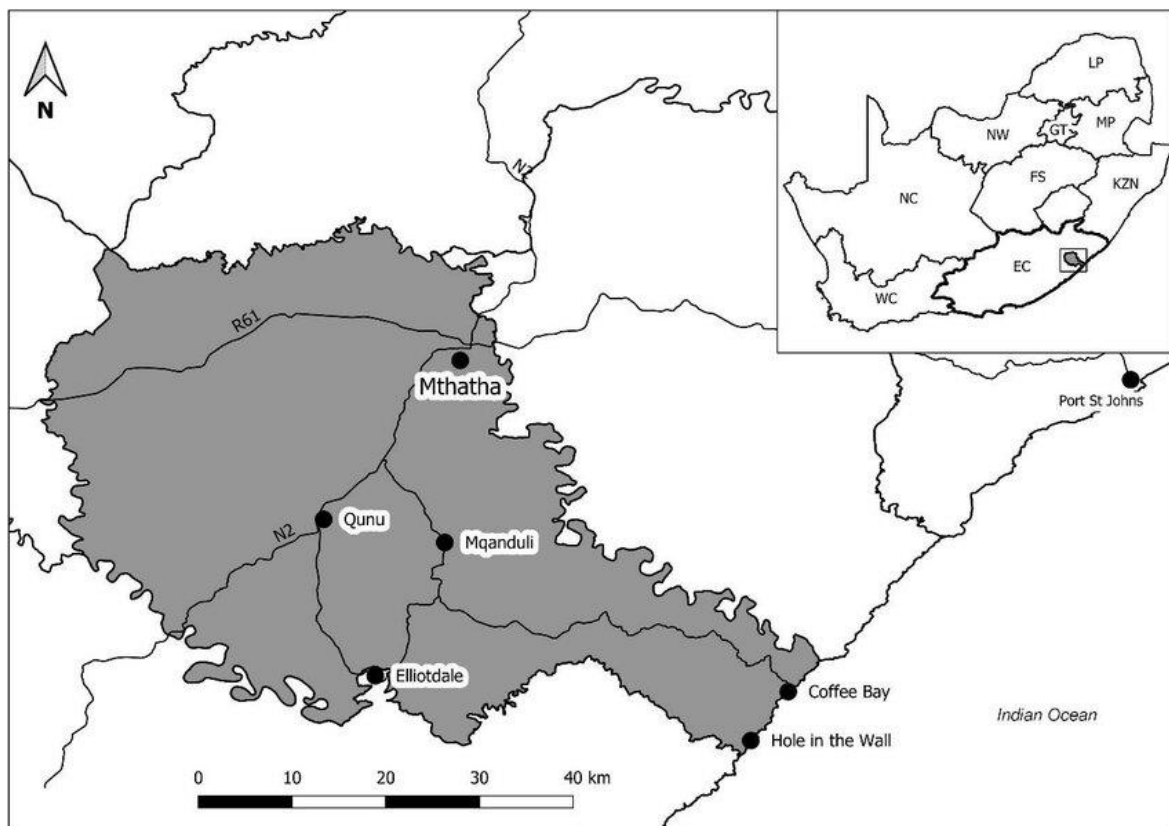 N
LP
NW
GT
MP
FS
KZN
NC
EC
WC
R61
Mthatha
Port St Johns
Qunu
N2
Mqanduli
Elliotdale
Coffee Bay
Indian Ocean
Hole in the Wall
0 10 20 30 40 km